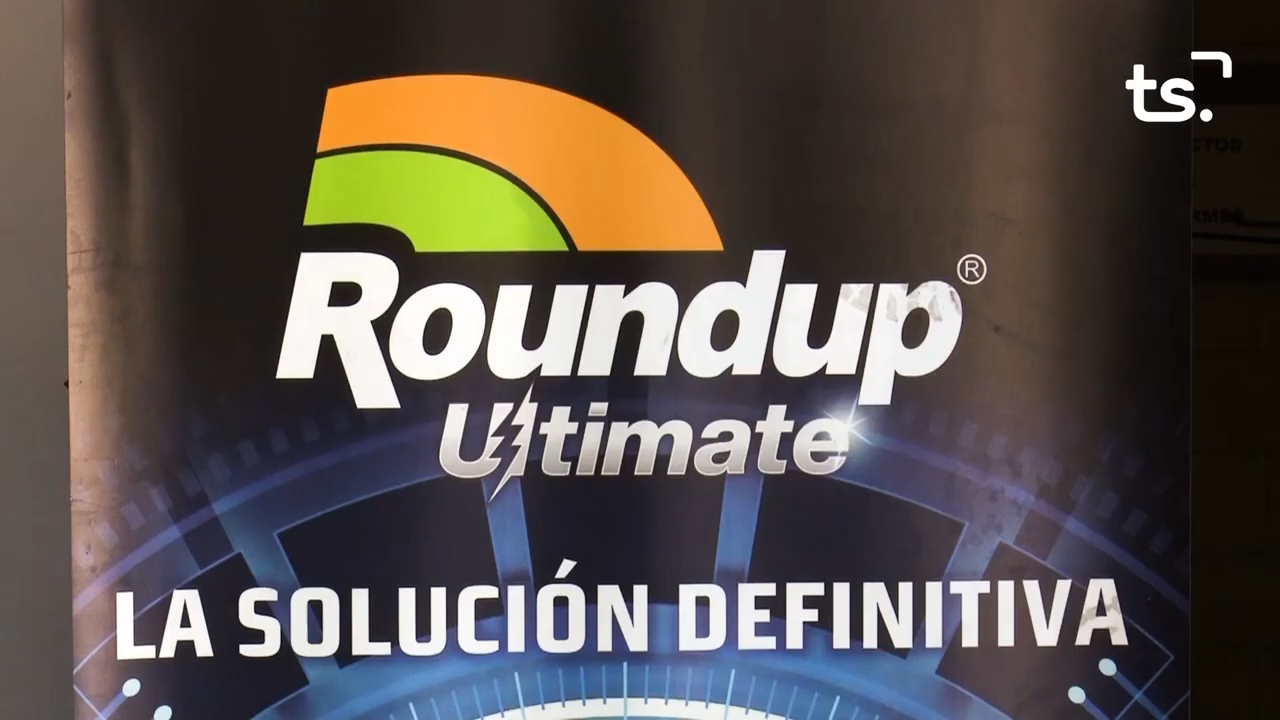 ts.
Roundup®
Ultimate
LA SOLUCIÓN DEFINITIVA